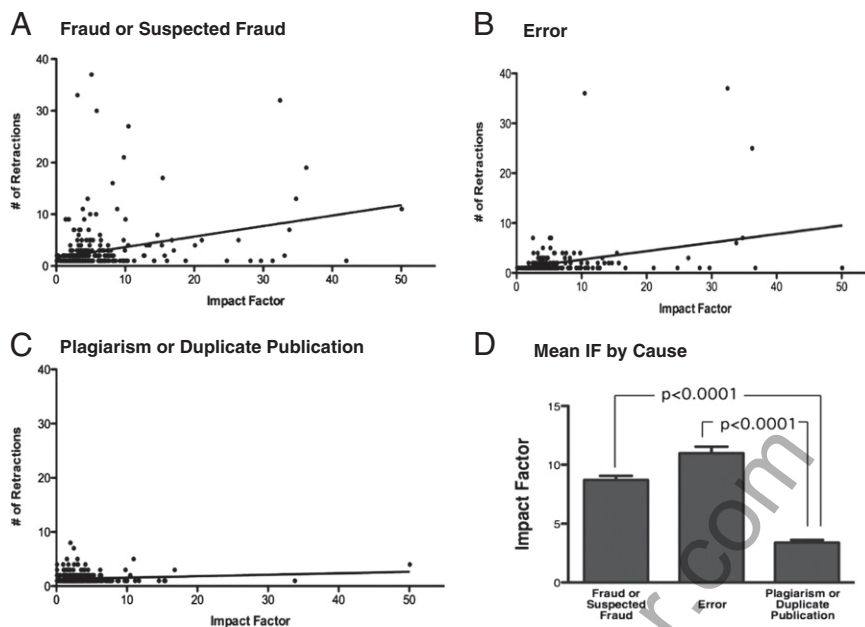 A Fraud or Suspected Fraud
40
30
20
10
0
# of Retractions
0 10 20 30 40 50
Impact Factor
B Error
40
30
20
10
0
# of Retractions
0 10 20 30 40 50
Impact Factor
C Plagiarism or Duplicate Publication
40
30
20
10
0
# of Retractions
0 10 20 30 40 50
Impact Factor
D Mean IF by Cause
p<0.0001
p<0.0001
15
10
5
0
Impact Factor
Fraud or
Suspected
Fraud
Error
Plagiarism or
Duplicate
Publication
r.com